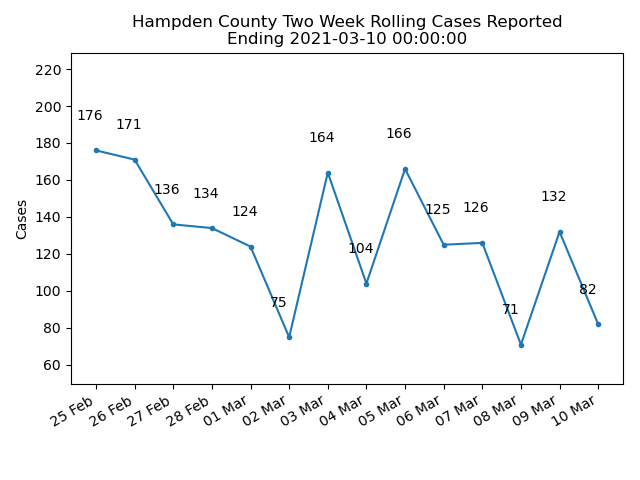 Hampden County Two Week Rolling Cases Reported
Ending 2021-03-10 00:00:00
Cases
220
200
180
160
140
120
100
80
60
176
171
136
134
124
75
164
104
166
125
126
71
132
82
25 Feb
26 Feb
27 Feb
28 Feb
01 Mar
02 Mar
03 Mar
04 Mar
05 Mar
06 Mar
07 Mar
08 Mar
09 Mar
10 Mar